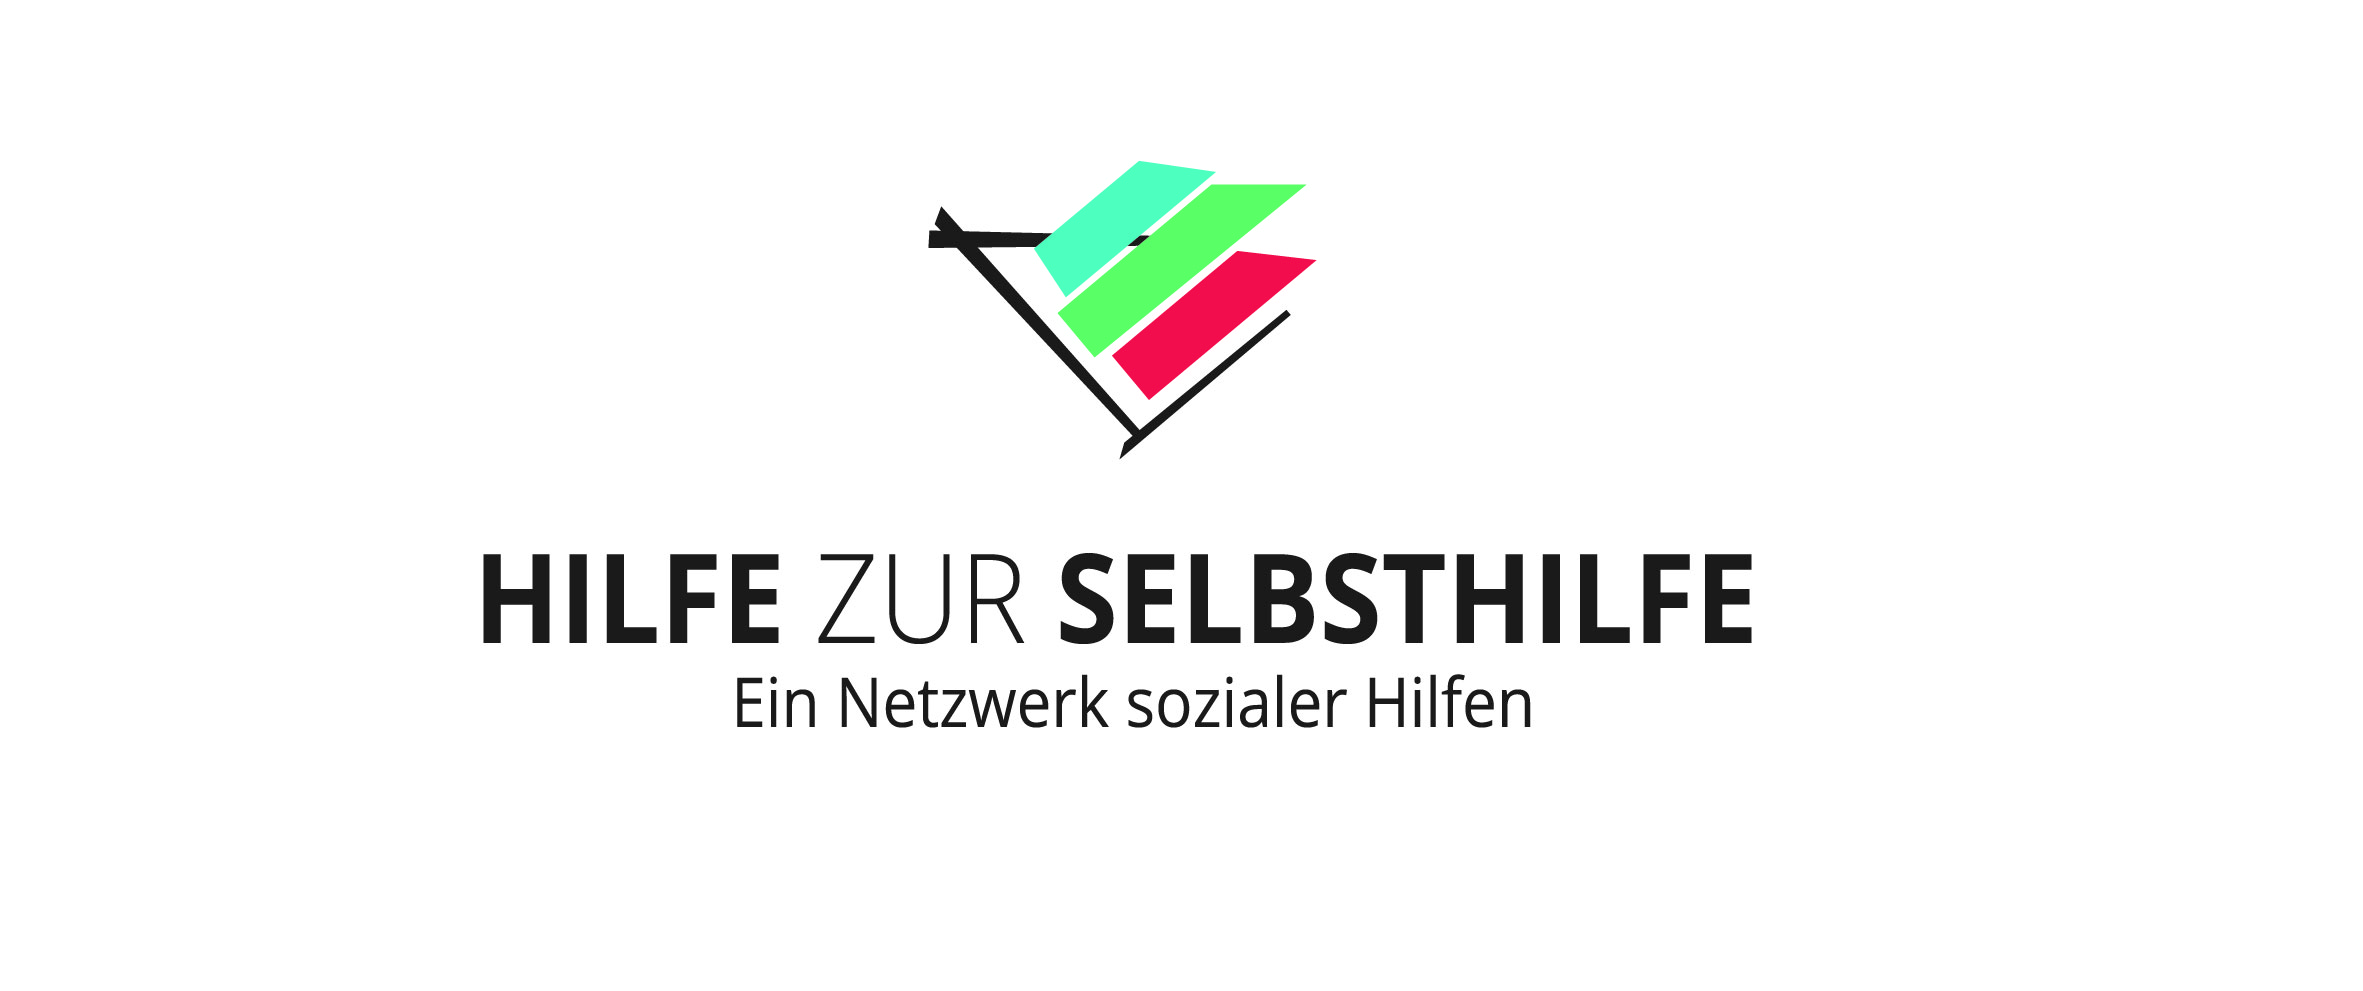 HILFE ZUR SELBSTHILFE
Ein Netzwerk sozialer Hilfen